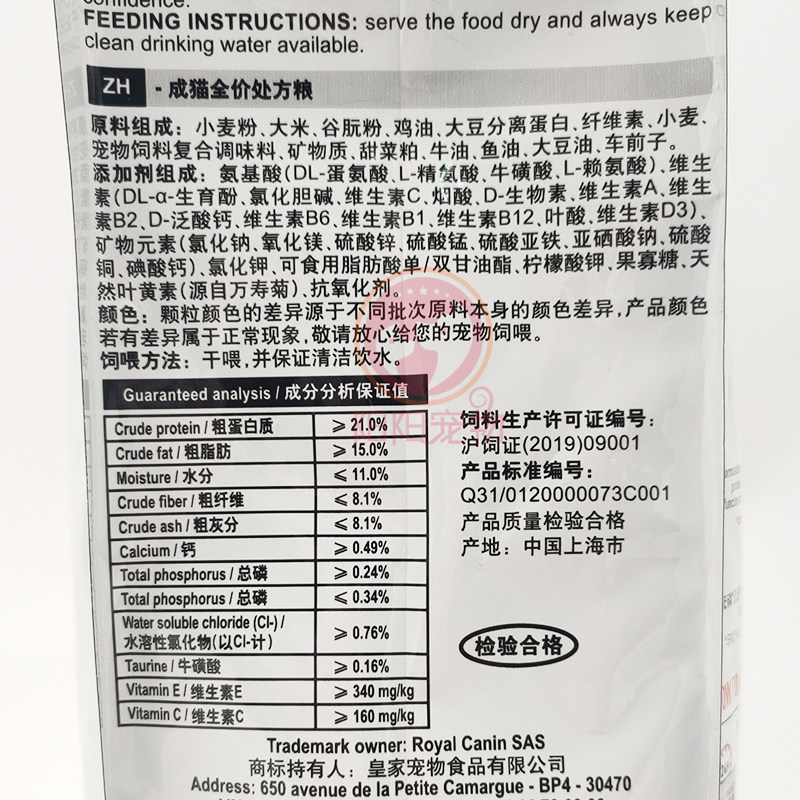 confidence.
FEEDING INSTRUCTIONS: serve the food dry and always keep
clean drinking water available.
ZH - 成猫全价处方粮
原料组成：小麦粉、大米、谷朊粉、鸡油、大豆分离蛋白、纤维素、小麦、
宠物饲料复合调味料、矿物质、甜菜粕、牛油、鱼油、大豆油、车前子。
添加剂组成：氨基酸(DL-蛋氨酸、L-精氨酸、牛磺酸、L-赖氨酸)、维生
素(DL-α-生育酚、氯化胆碱、维生素C、烟酸、D-生物素、维生素A、维生
素B2、D-泛酸钙、维生素B6、维生素B1、维生素B12、叶酸、维生素D3)、
矿物元素(氯化钠、氧化镁、硫酸锌、硫酸锰、硫酸亚铁、亚硒酸钠、硫酸
铜、碘酸钙)、氯化钾、可食用脂肪酸单/双甘油酯、柠檬酸钾、果寡糖、天
然叶黄素(源自万寿菊)、抗氧化剂。
颜色：颗粒颜色的差异源于不同批次原料本身的颜色差异,产品颜色
若有差异属于正常现象,敬请放心给您的宠物饲喂。
饲喂方法：干喂,并保证清洁饮水。
Guaranteed analysis / 成分分析保证值
Crude protein / 粗蛋白质 ⩾ 21.0%
Crude fat / 粗脂肪 ⩾ 15.0%
Moisture / 水分 ⩽ 11.0%
Crude fiber / 粗纤维 ⩽ 8.1%
Crude ash / 粗灰分 ⩽ 8.1%
Calcium / 钙 ⩾ 0.49%
Total phosphorus / 总磷 ⩾ 0.24%
Total phosphorus / 总磷 ⩽ 0.34%
Water soluble chloride (Cl-) /
水溶性氯化物(以Cl-计) ⩾ 0.76%
Taurine / 牛磺酸 ⩾ 0.16%
Vitamin E / 维生素E ⩾ 340 mg/kg
Vitamin C / 维生素C ⩾ 160 mg/kg
饲料生产许可证编号：
沪饲证(2019)09001
产品标准编号：
Q31/0120000073C001
产品质量检验合格
产地：中国上海市
检验合格
Trademark owner: Royal Canin SAS
商标持有人：皇家宠物食品有限公司
Address: 650 avenue de la Petite Camargue - BP4 - 30470